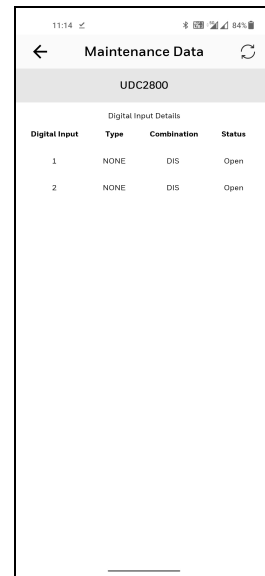 11:14 84%
Maintenance Data
UDC2800
Digital Input Details
Digital Input Type Combination Status
1 NONE DIS Open
2 NONE DIS Open